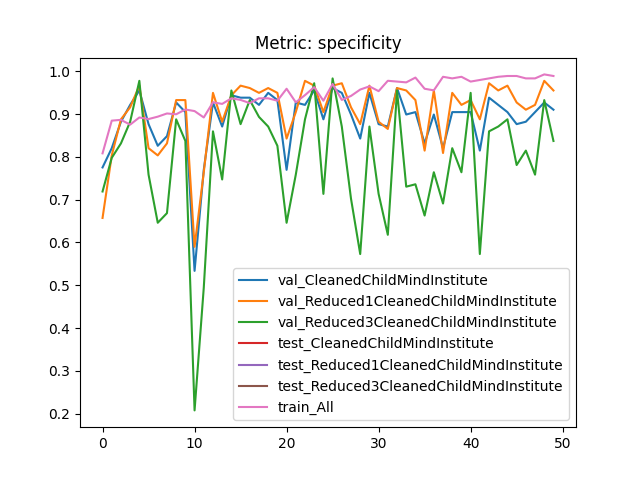 Metric: specificity
1.0
0.9
0.8
0.7
0.6
0.5
0.4
0.3
0.2
0
10
20
30
40
50
val_CleanedChildMindInstitute
val_Reduced1CleanedChildMindInstitute
val_Reduced3CleanedChildMindInstitute
test_CleanedChildMindInstitute
test_Reduced1CleanedChildMindInstitute
test_Reduced3CleanedChildMindInstitute
train_All